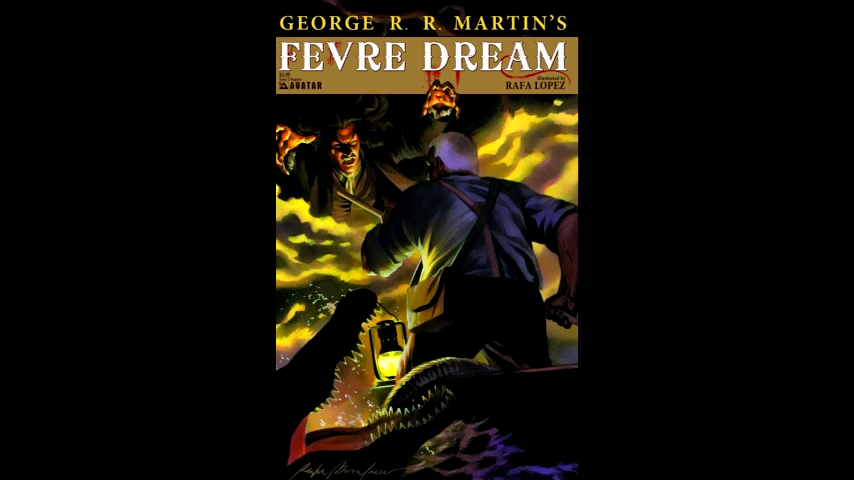 GEORGE R. R. MARTIN'S
FEVRE DREAM
AVATAR
illustrated by
RAFA LOPEZ